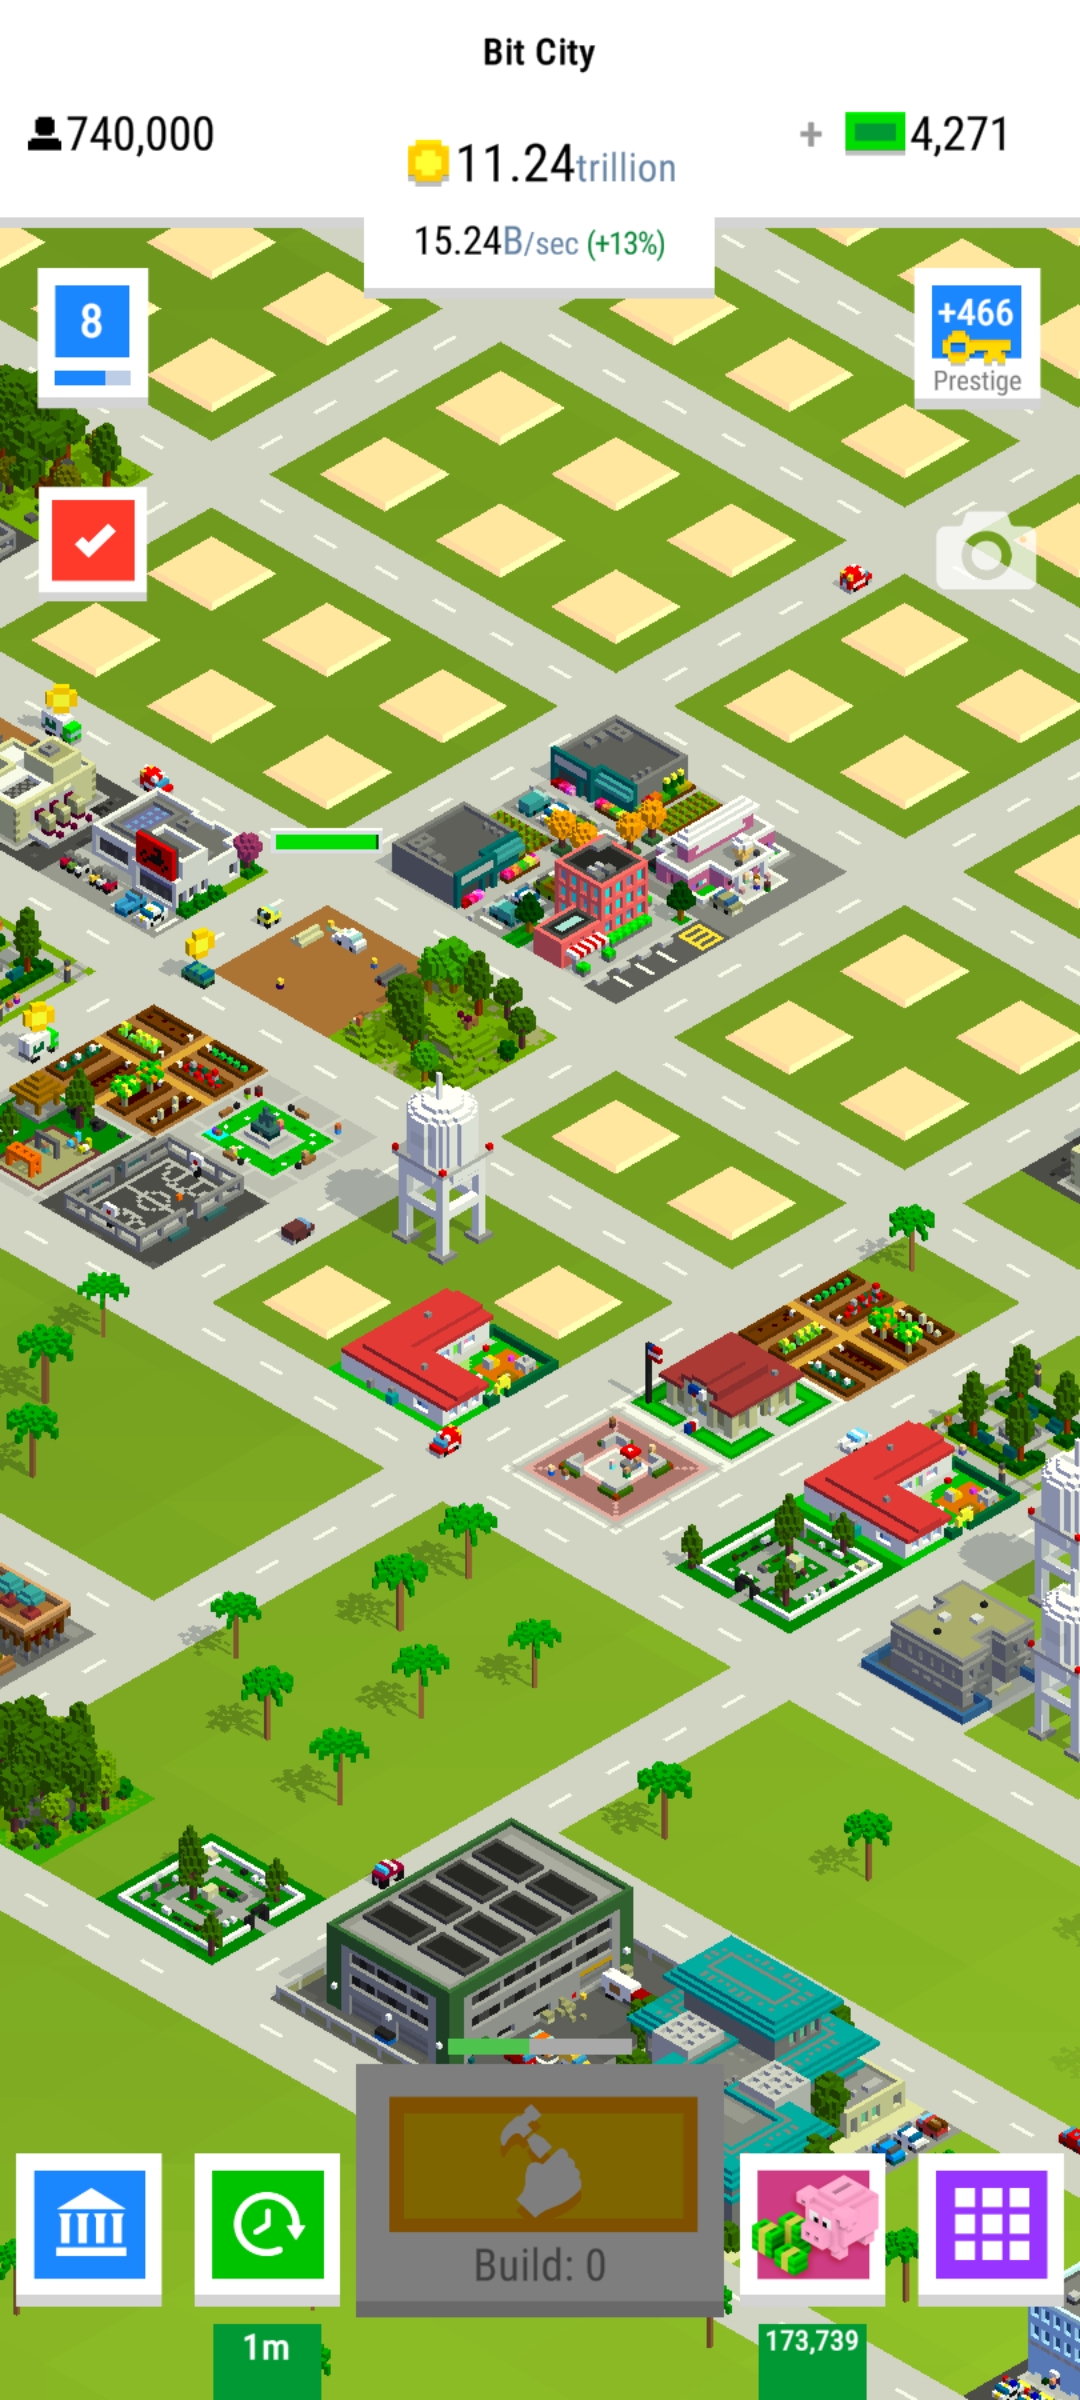 Bit City
740,000
11.24trillion
+ 4,271
15.24B/sec (+13%)
8
+466
Prestige
Build: 0
1m
173,739